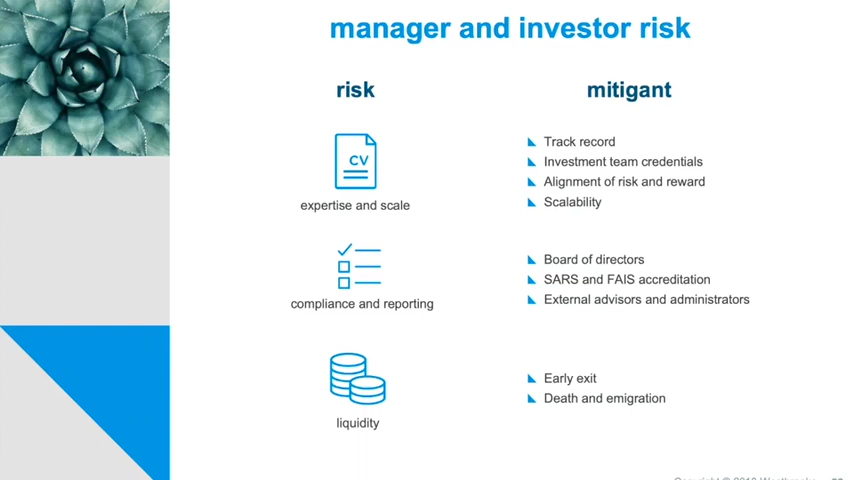 manager and investor risk
risk
mitigant
CV
expertise and scale
Track record
Investment team credentials
Alignment of risk and reward
Scalability
compliance and reporting
Board of directors
SARS and FAIS accreditation
External advisors and administrators
liquidity
Early exit
Death and emigration
Copyright ©